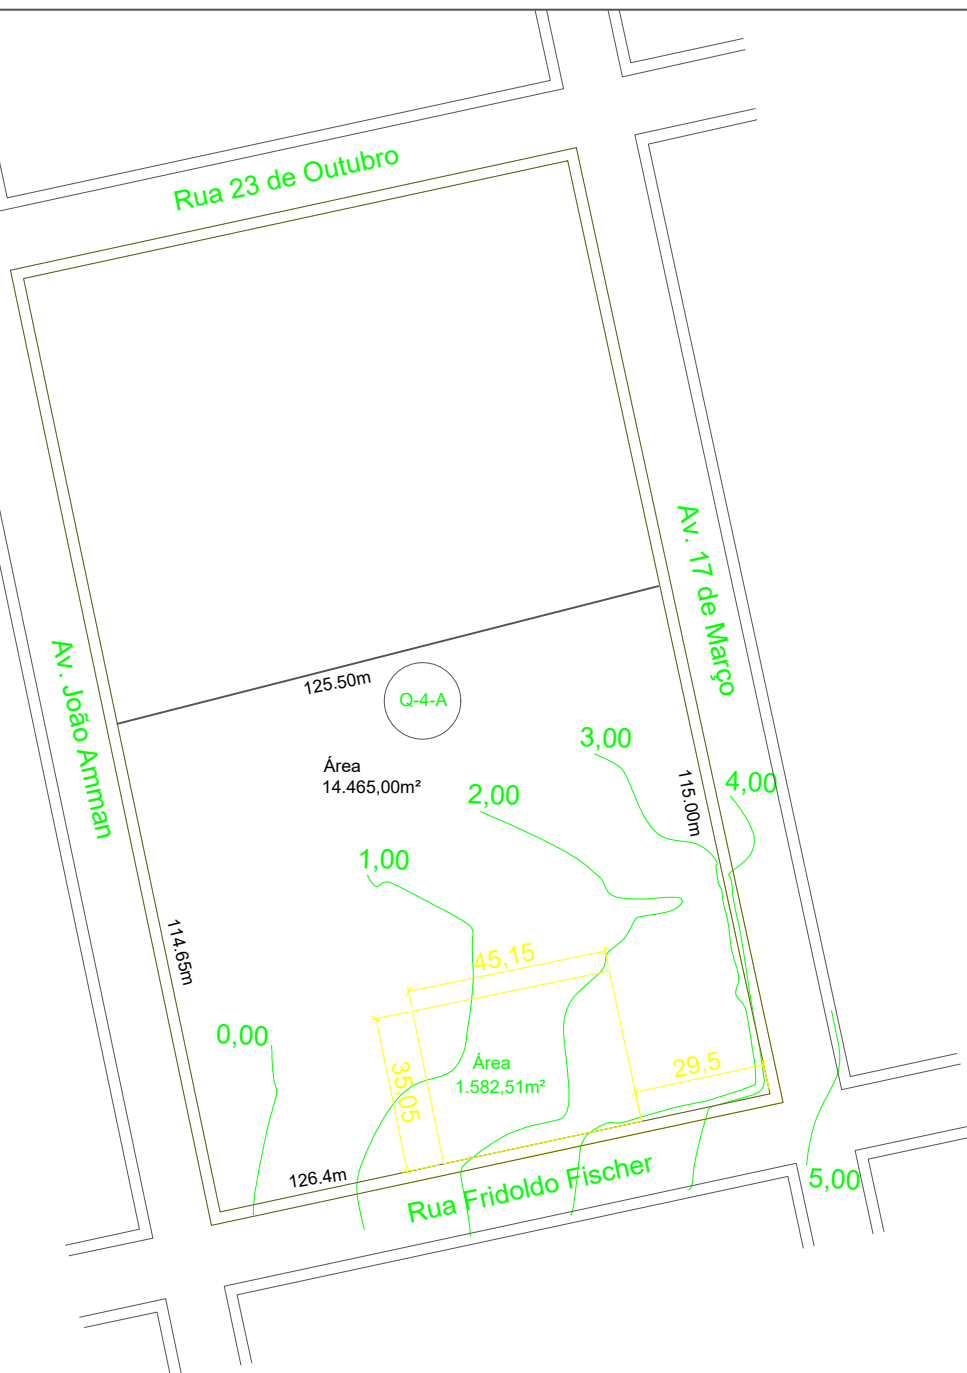 Rua 23 de Outubro
Av. 17 de Março
Av. João Amman
125.50m
Q-4-A
Área
14.465,00m²
3,00
115.00m
4,00
2,00
1,00
114.65m
45,15
0,00
35,05
Área
1.582,51m²
29,5
126.4m
Rua Fridoldo Fischer
5,00